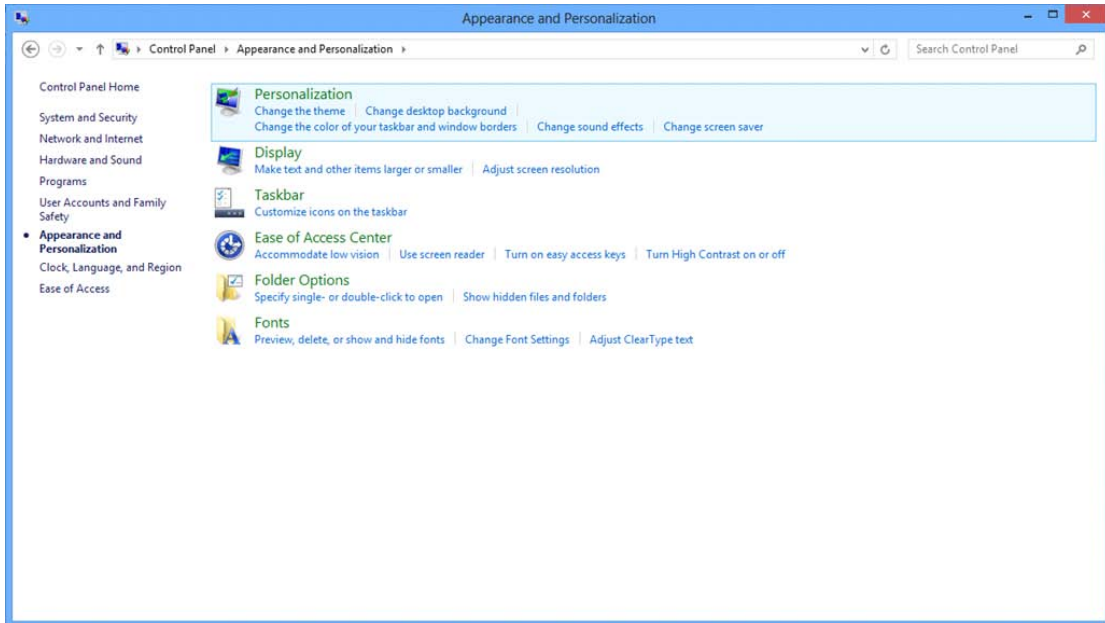 Appearance and Personalization
Control Panel Appearance and Personalization
Search Control Panel
Control Panel Home
System and Security
Network and Internet
Hardware and Sound
Programs
User Accounts and Family
Safety
Appearance and
Personalization
Clock, Language, and Region
Ease of Access
Personalization
Change the theme Change desktop background
Change the color of your taskbar and window borders Change sound effects Change screen saver
Display
Make text and other items larger or smaller Adjust screen resolution
Taskbar
Customize icons on the taskbar
Ease of Access Center
Accommodate low vision Use screen reader Turn on easy access keys Turn High Contrast on or off
Folder Options
Specify single- or double-click to open Show hidden files and folders
Fonts
Preview, delete, or show and hide fonts Change Font Settings Adjust ClearType text